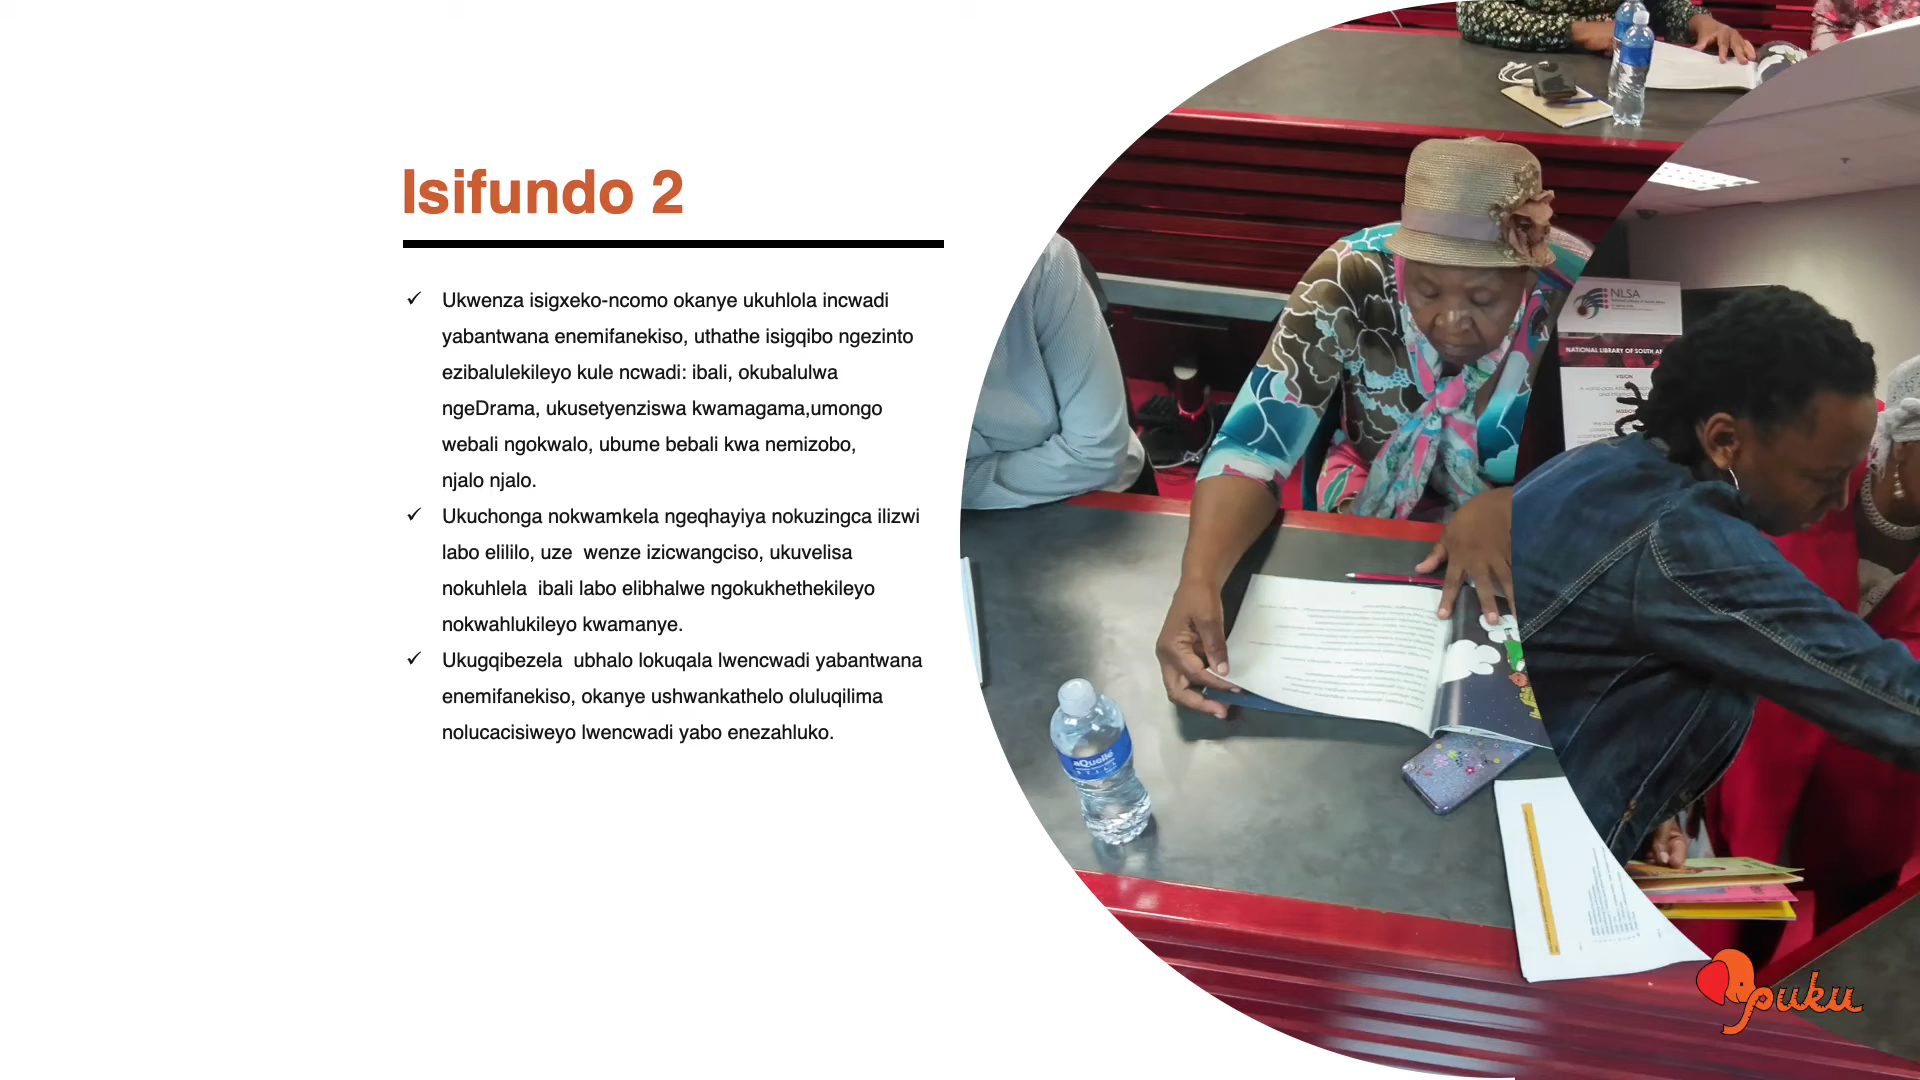 Isifundo 2
✓ Ukwenza isigxeko-ncomo okanye ukuhlola incwadi
yabantwana enemifanekiso, uthathe isigqibo ngezinto
ezibalulekileyo kule ncwadi: ibali, okubalulwa
ngeDrama, ukusetyenziswa kwamagama,umongo
webali ngokwalo, ubume bebali kwa nemizobo,
njalo njalo.
✓ Ukuchonga nokwamkela ngeqhayiya nokuzingca ilizwi
labo elililo, uze  wenze izicwangciso, ukuvelisa
nokuhlela  ibali labo elibhalwe ngokukhethekileyo
nokwahlukileyo kwamanye.
✓ Ukugqibezela  ubhalo lokuqala lwencwadi yabantwana
enemifanekiso, okanye ushwankathelo oluluqilima
nolucacisiweyo lwencwadi yabo enezahluko.
NLSA
NATIONAL LIBRARY OF SOUTH
VISION
aQuellé
puku